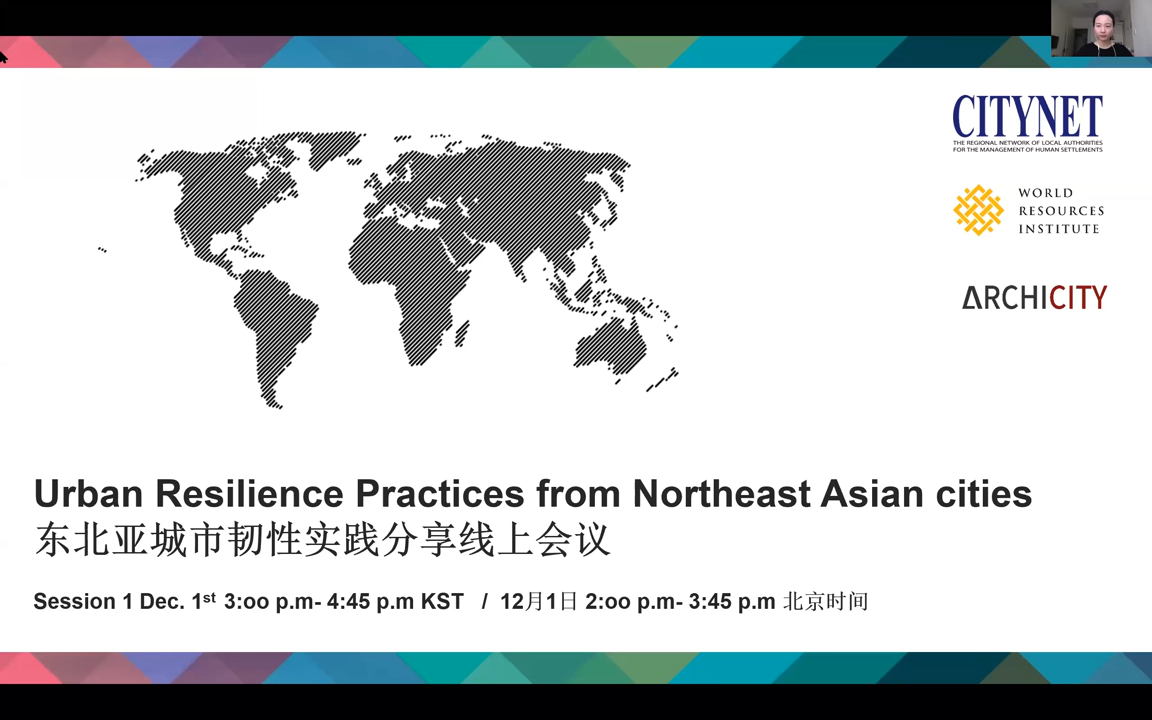 CITYNET
THE REGIONAL NETWORK OF LOCAL AUTHORITIES
FOR THE MANAGEMENT OF HUMAN SETTLEMENTS
WORLD
RESOURCES
INSTITUTE
ARCHICITY
Urban Resilience Practices from Northeast Asian cities
东北亚城市韧性实践分享线上会议
Session 1 Dec. 1st 3:oo p.m- 4:45 p.m KST / 12月1日 2:oo p.m- 3:45 p.m 北京时间